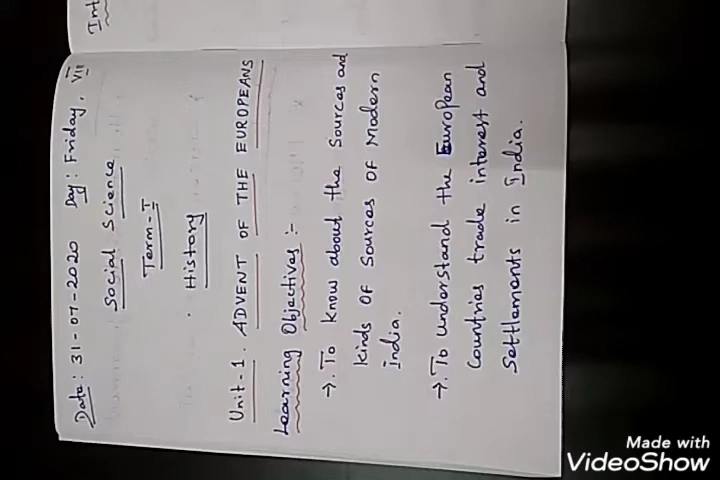 Int
Date: 31-07-2020 Day: Friday. VII
Social Science
Term-I
History
Unit-1. ADVENT OF THE EUROPEANS
Learning Objectives :-
→. To know about the Sources and
kinds OF Sources OF Modern
India.
→. To understand the European
Countries trade interest and
Settlements in India.
Made with
VideoShow